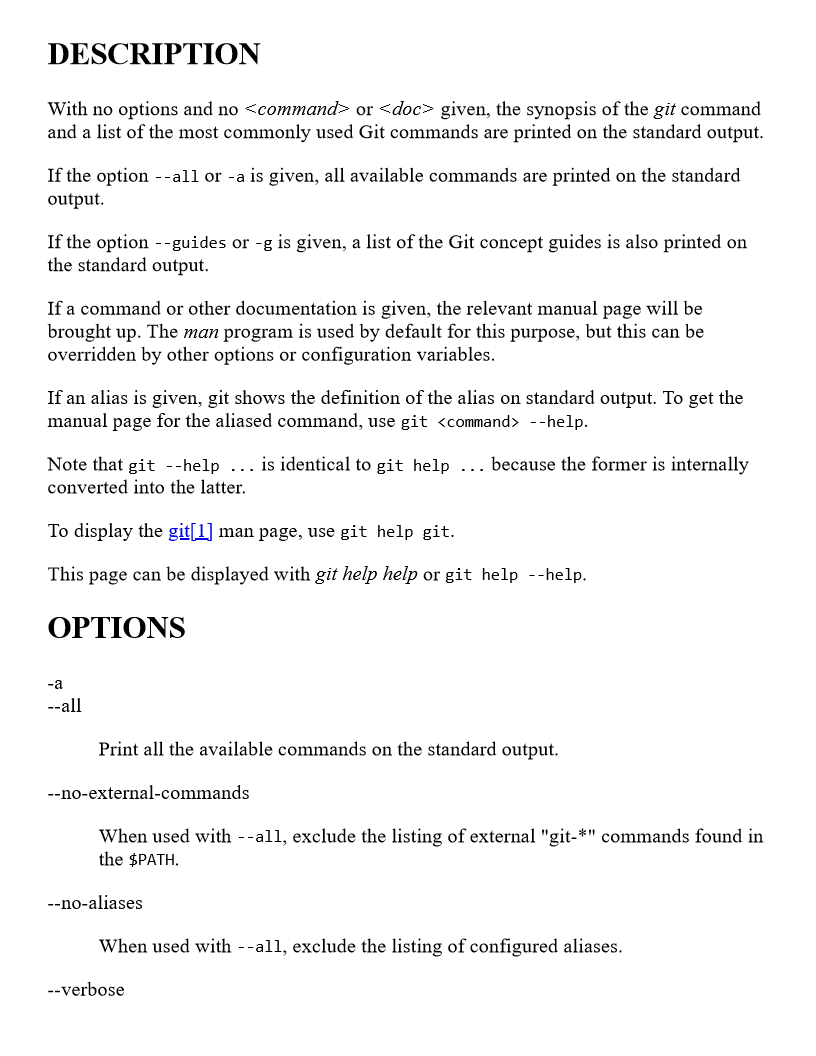 DESCRIPTION
With no options and no <command> or <doc> given, the synopsis of the git command
and a list of the most commonly used Git commands are printed on the standard output.
If the option --all or -a is given, all available commands are printed on the standard
output.
If the option --guides or -g is given, a list of the Git concept guides is also printed on
the standard output.
If a command or other documentation is given, the relevant manual page will be
brought up. The man program is used by default for this purpose, but this can be
overridden by other options or configuration variables.
If an alias is given, git shows the definition of the alias on standard output. To get the
manual page for the aliased command, use git <command> --help.
Note that git --help ... is identical to git help ... because the former is internally
converted into the latter.
To display the git[1] man page, use git help git.
This page can be displayed with git help help or git help --help.
OPTIONS
-a
--all
Print all the available commands on the standard output.
--no-external-commands
When used with --all, exclude the listing of external "git-*" commands found in
the $PATH.
--no-aliases
When used with --all, exclude the listing of configured aliases.
--verbose